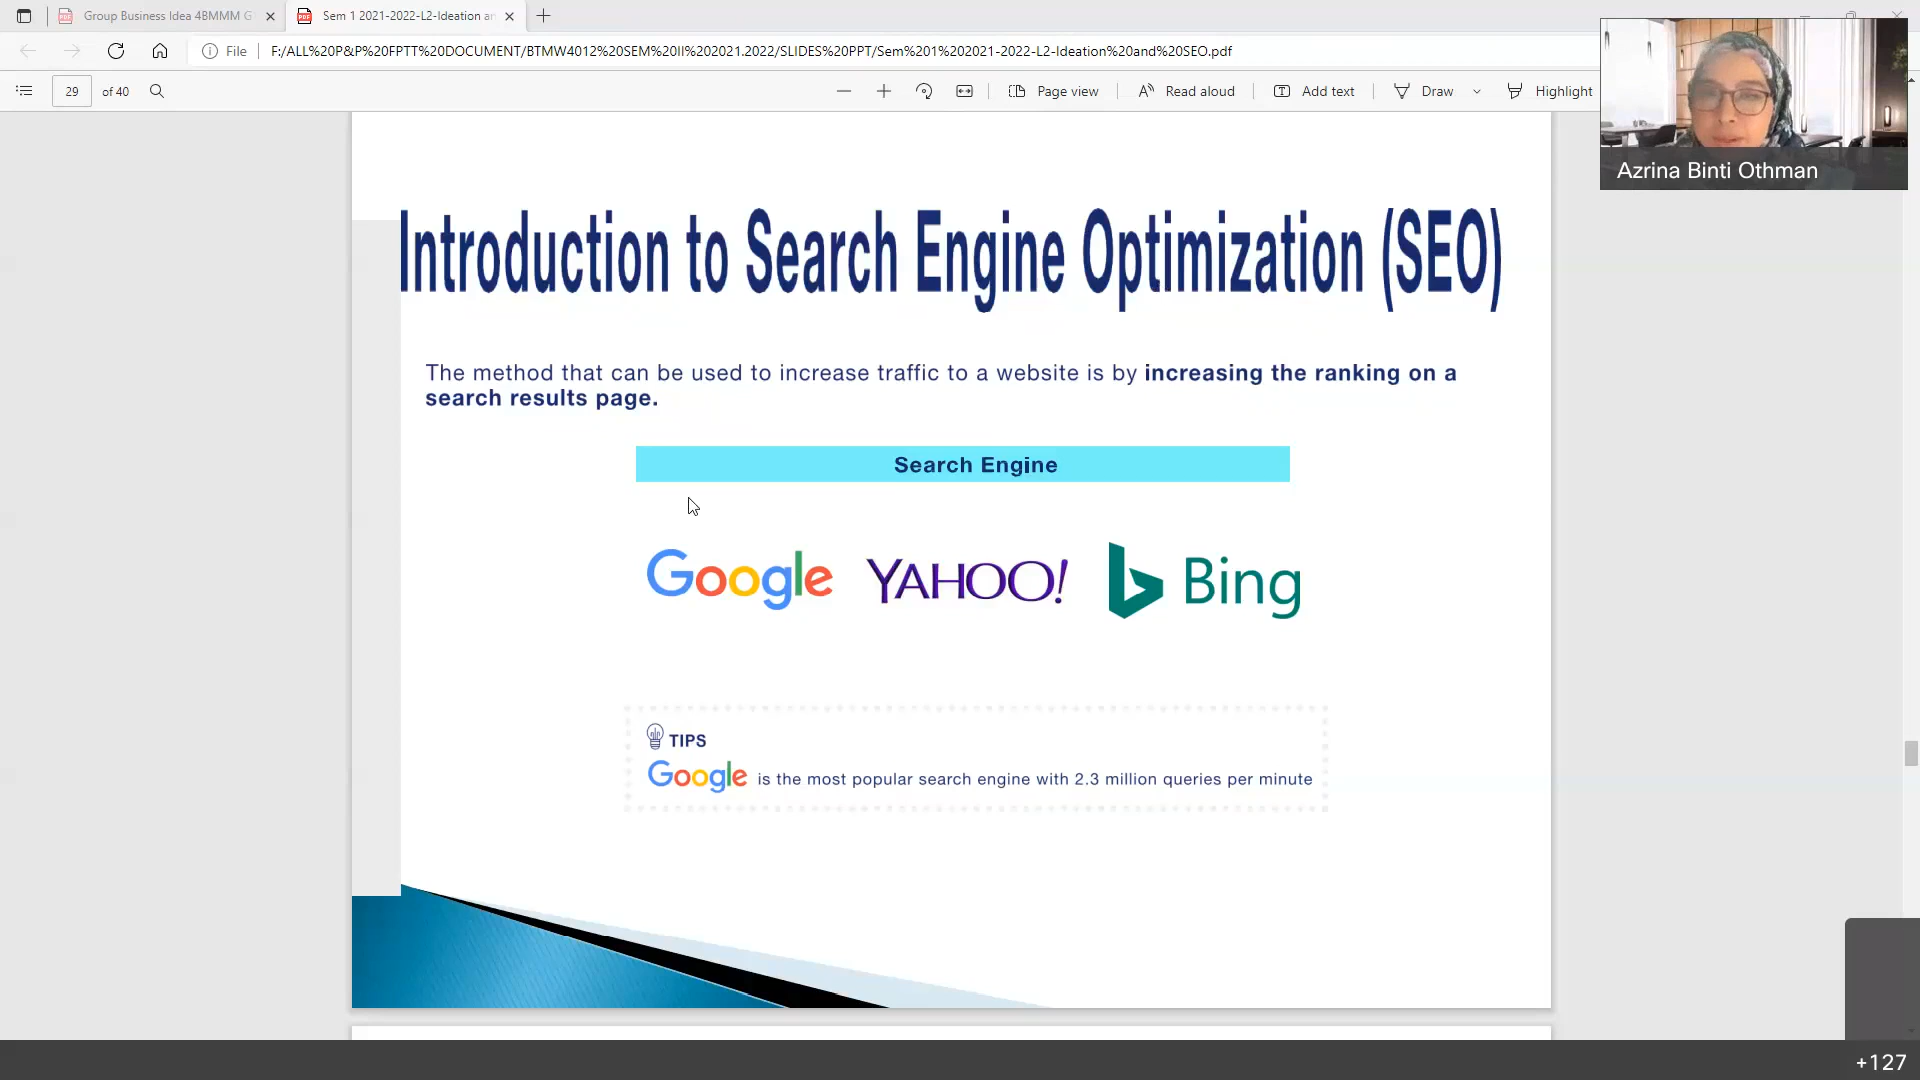 Group Business Idea 4BMMM G
Sem 1 2021-2022-L2-Ideation an
File
F:/ALL%20P&P%20FPTT%20DOCUMENT/BTMW4012%20SEM%20II%202021.2022/SLIDES%20PPT/Sem%201%202021-2022-L2-Ideation%20and%20SEO.pdf
29 of 40
Page view
Read aloud
Add text
Draw
Highlight
Azrina Binti Othman
Introduction to Search Engine Optimization (SEO)
The method that can be used to increase traffic to a website is by increasing the ranking on a
search results page.
Search Engine
Google YAHOO! Bing
TIPS
Google is the most popular search engine with 2.3 million queries per minute
+127